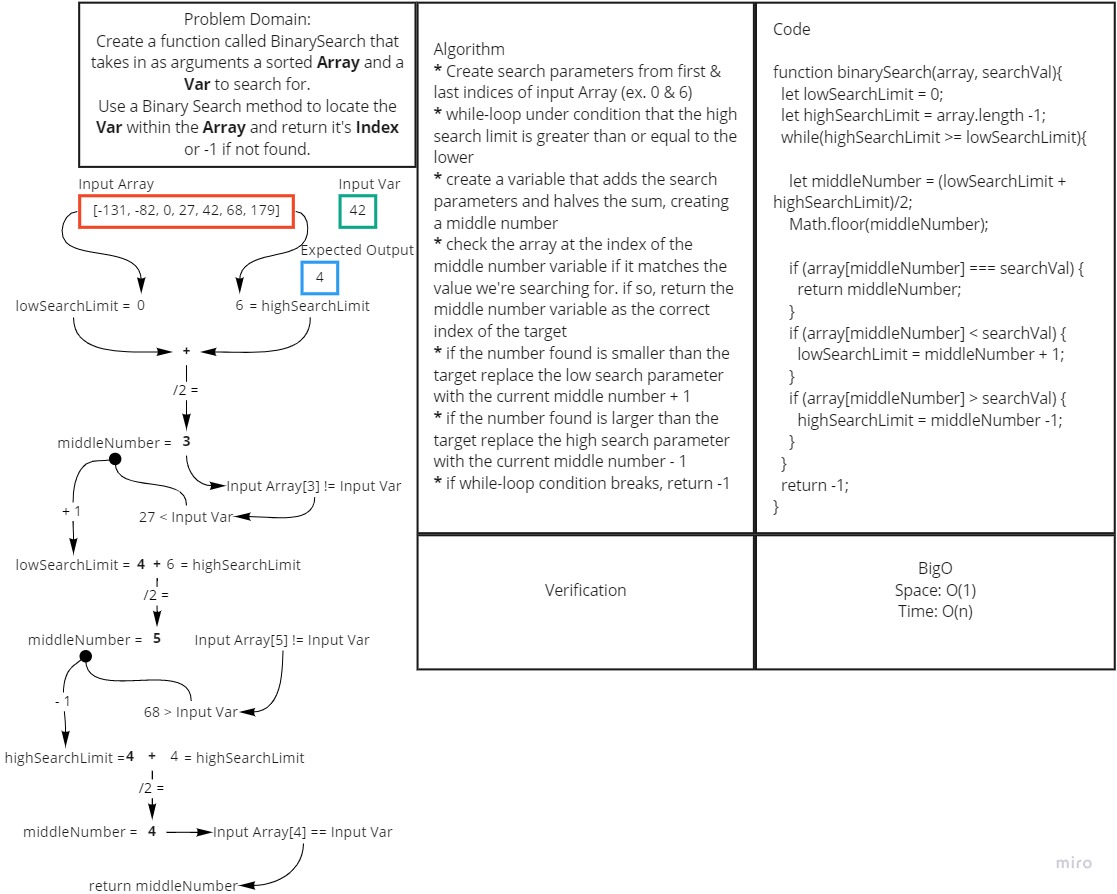 Problem Domain:
Create a function called BinarySearch that
takes in as arguments a sorted Array and a
Var to search for.
Use a Binary Search method to locate the
Var within the Array and return it's Index
or -1 if not found.
Input Array
Input Var
[-131, -82, 0, 27, 42, 68, 179]
42
Expected Output
4
lowSearchLimit = 0
6 = highSearchLimit
+
/2 =
middleNumber = 3
Input Array[3] != Input Var
+ 1
27 < Input Var
lowSearchLimit = 4 + 6 = highSearchLimit
/2 =
middleNumber = 5
Input Array[5] != Input Var
- 1
68 > Input Var
highSearchLimit =4 + 4 = highSearchLimit
/2 =
middleNumber = 4
Input Array[4] == Input Var
return middleNumber
Algorithm
* Create search parameters from first &
last indices of input Array (ex. 0 & 6)
* while-loop under condition that the high
search limit is greater than or equal to the
lower
* create a variable that adds the search
parameters and halves the sum, creating
a middle number
* check the array at the index of the
middle number variable if it matches the
value we're searching for. if so, return the
middle number variable as the correct
index of the target
* if the number found is smaller than the
target replace the low search parameter
with the current middle number + 1
* if the number found is larger than the
target replace the high search parameter
with the current middle number - 1
* if while-loop condition breaks, return -1
Code
function binarySearch(array, searchVal){
let lowSearchLimit = 0;
let highSearchLimit = array.length -1;
while(highSearchLimit >= lowSearchLimit){
let middleNumber = (lowSearchLimit +
highSearchLimit)/2;
Math.floor(middleNumber);
if (array[middleNumber] === searchVal) {
return middleNumber;
}
if (array[middleNumber] < searchVal) {
lowSearchLimit = middleNumber + 1;
}
if (array[middleNumber] > searchVal) {
highSearchLimit = middleNumber -1;
}
}
return -1;
}
Verification
BigO
Space: O(1)
Time: O(n)
miro